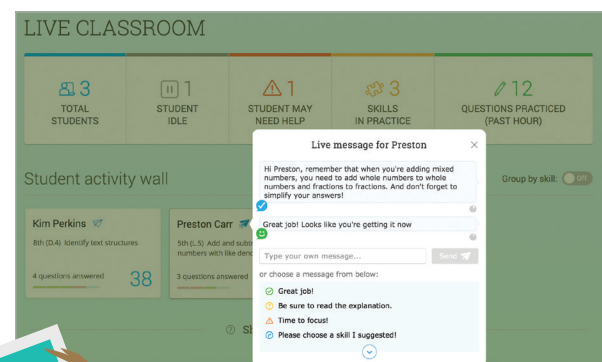 LIVE CLASSROOM
3
TOTAL
STUDENTS
1
STUDENT
IDLE
1
STUDENT MAY
NEED HELP
3
SKILLS
IN PRACTICE
12
QUESTIONS PRACTICED
(PAST HOUR)
Student activity wall
Group by skill: Off
Kim Perkins
8th (D.4) Identify text structures
4 questions answered
38
Preston Carr
5th (L.5) Add and
numbers with like
3 questions answered
Live message for Preston
Hi Preston, remember that when you're adding mixed
numbers, you need to add whole numbers to whole
numbers and fractions to fractions. And don't forget to
simplify your answers!
Great job! Looks like you're getting it now
Type your own message...
Send
or choose a message from below:
Great job!
Be sure to read the explanation.
Time to focus!
Please choose a skill I suggested!